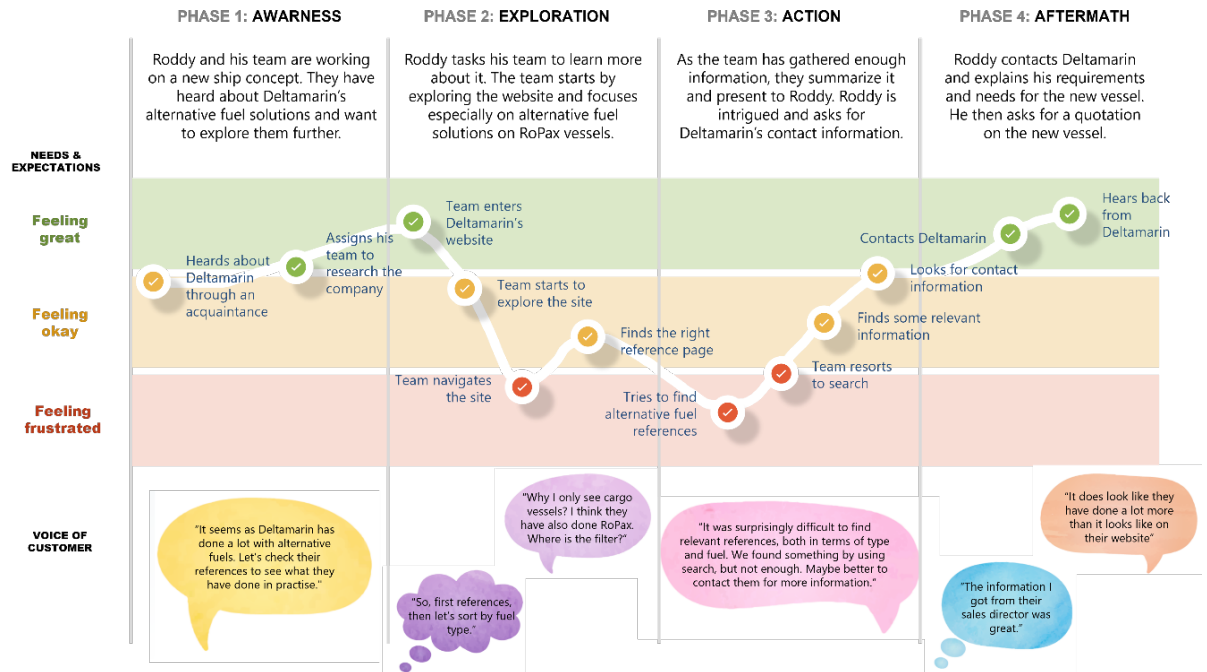 PHASE 1: AWARNESS
PHASE 2: EXPLORATION
PHASE 3: ACTION
PHASE 4: AFTERMATH
Roddy and his team are working
on a new ship concept. They have
heard about Deltamarin's
alternative fuel solutions and want
to explore them further.
Roddy tasks his team to learn more
about it. The team starts by
exploring the website and focuses
especially on alternative fuel
solutions on RoPax vessels.
As the team has gathered enough
information, they summarize it
and present to Roddy. Roddy is
intrigued and asks for
Deltamarin's contact information.
Roddy contacts Deltamarin
and explains his requirements
and needs for the new vessel.
He then asks for a quotation
on the new vessel.
NEEDS &
EXPECTATIONS
Feeling
great
Feeling
okay
Feeling
frustrated
Heards about
Deltamarin
through an
acquaintance
Assigns his
team to
research the
company
Team enters
Deltamarin's
website
Team starts to
explore the site
Team navigates
the site
Finds the right
reference page
Tries to find
alternative fuel
references
Team resorts
to search
Finds some relevant
information
Looks for contact
information
Contacts Deltamarin
Hears back
from
Deltamarin
VOICE OF
CUSTOMER
"It seems as Deltamarin has
done a lot with alternative
fuels. Let's check their
references to see what they
have done in practise."
"So, first references,
then let's sort by fuel
type."
"Why I only see cargo
vessels? I think they
have also done RoPax.
Where is the filter?"
"It was surprisingly difficult to find
relevant references, both in terms of type
and fuel. We found something by using
search, but not enough. Maybe better to
contact them for more information."
"The information I
got from their
sales director was
great."
"It does look like they
have done a lot more
than it looks like on
their website"